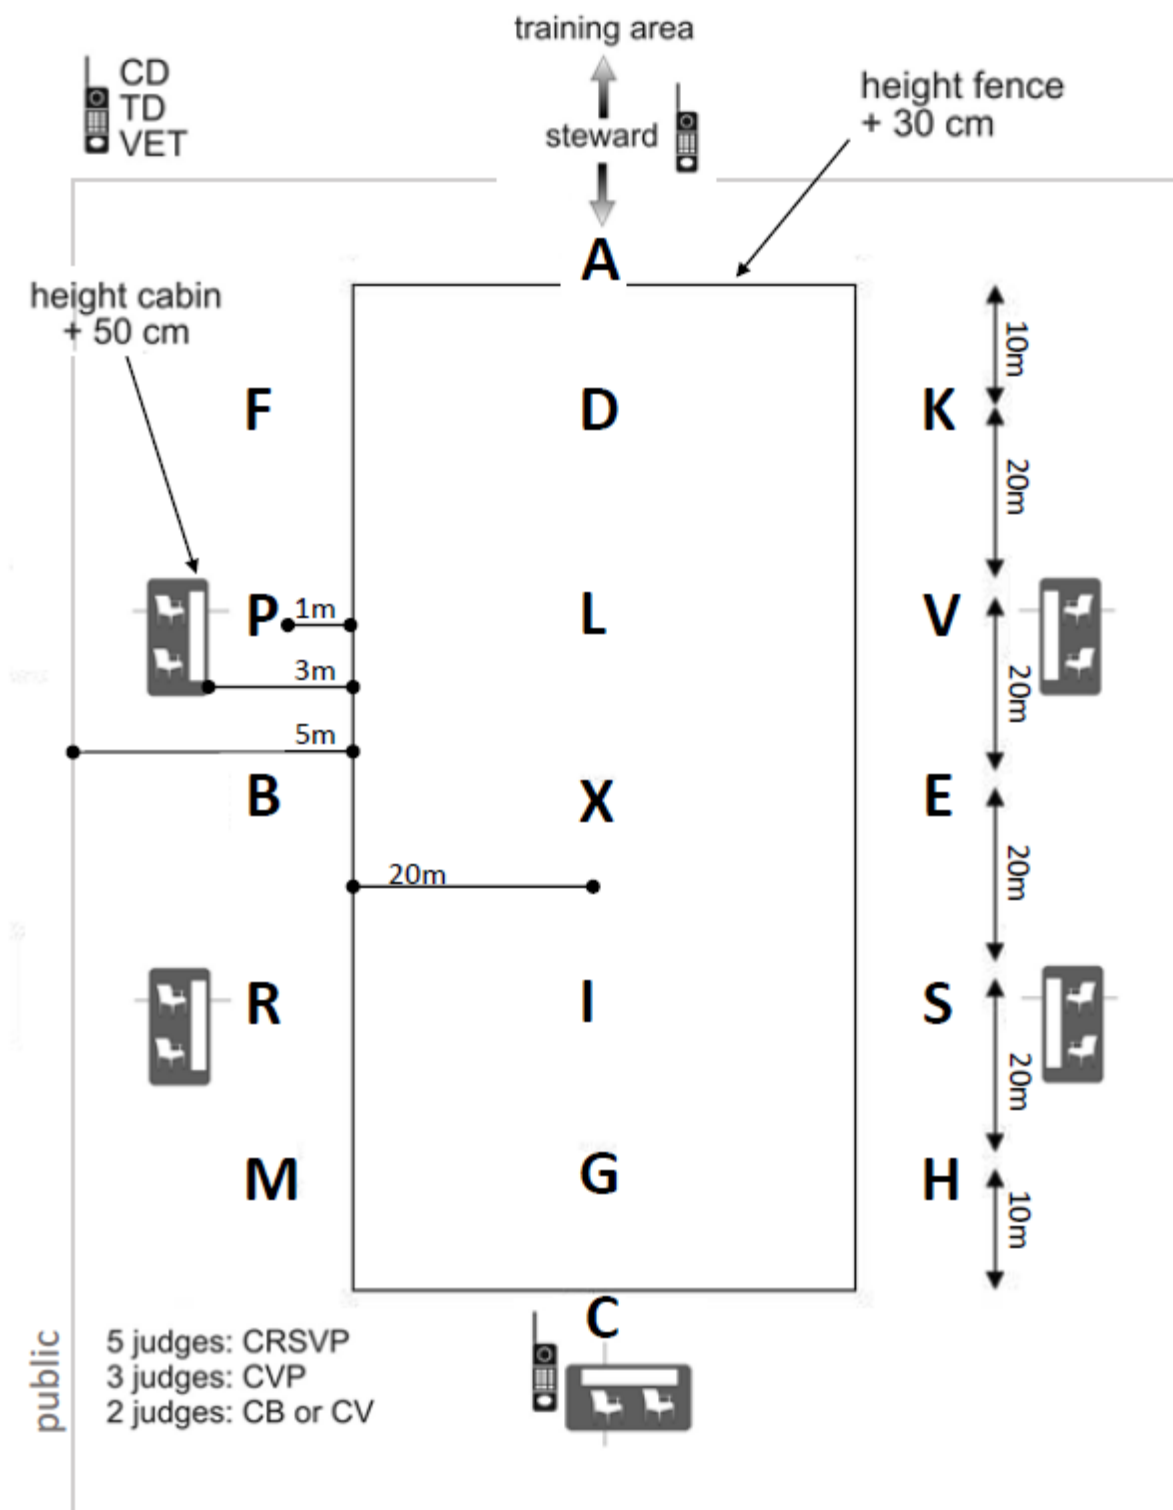 training area
CD
TD
VET
steward
height fence
+ 30 cm
A
height cabin
+ 50 cm
10m
F
D
K
20m
P
1m
L
V
3m
20m
5m
B
X
E
20m
20m
R
I
S
20m
M
G
H
10m
C
public
5 judges: CRSVP
3 judges: CVP
2 judges: CB or CV